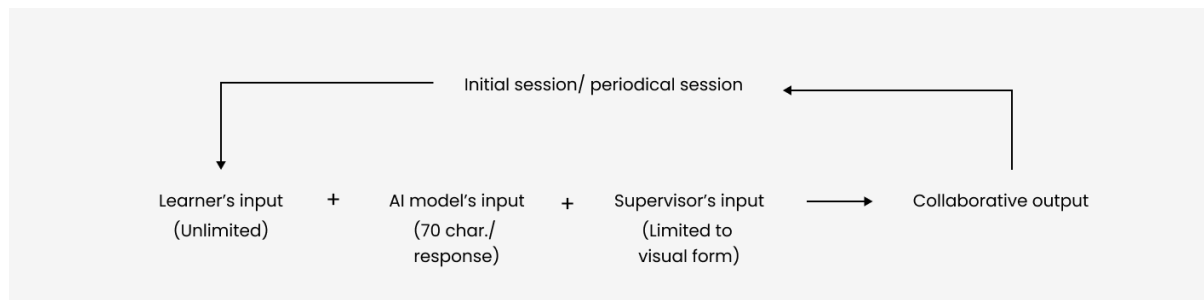 Initial session/ periodical session
Learner’s input + AI model’s input + Supervisor’s input Collaborative output
(Unlimited) (70 char./ (Limited to
response) visual form)